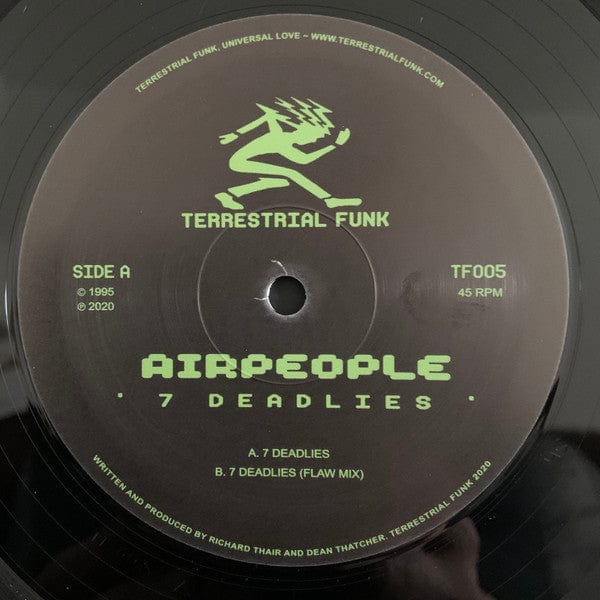 TERRESTRIAL FUNK, UNIVERSAL LOVE ~ WWW.TERRESTRIALFUNK.COM
TERRESTRIAL FUNK
SIDE A
© 1995
℗ 2020
TF005
45 RPM
AIRPEOPLE
· 7 DEADLIES ·
A. 7 DEADLIES
B. 7 DEADLIES (FLAW MIX)
WRITTEN AND PRODUCED BY RICHARD THAIR AND DEAN THATCHER. TERRESTRIAL FUNK 2020